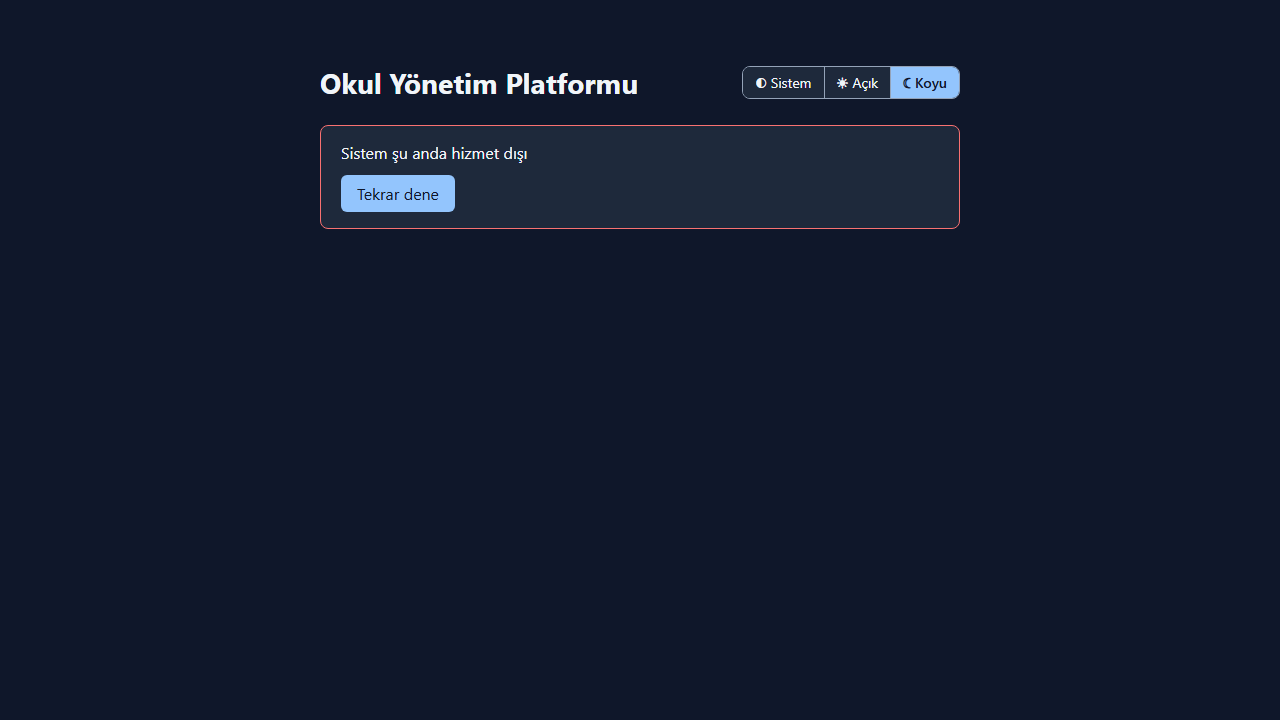 Okul Yönetim Platformu
◐ Sistem
☀ Açık
☾ Koyu
Sistem şu anda hizmet dışı
Tekrar dene